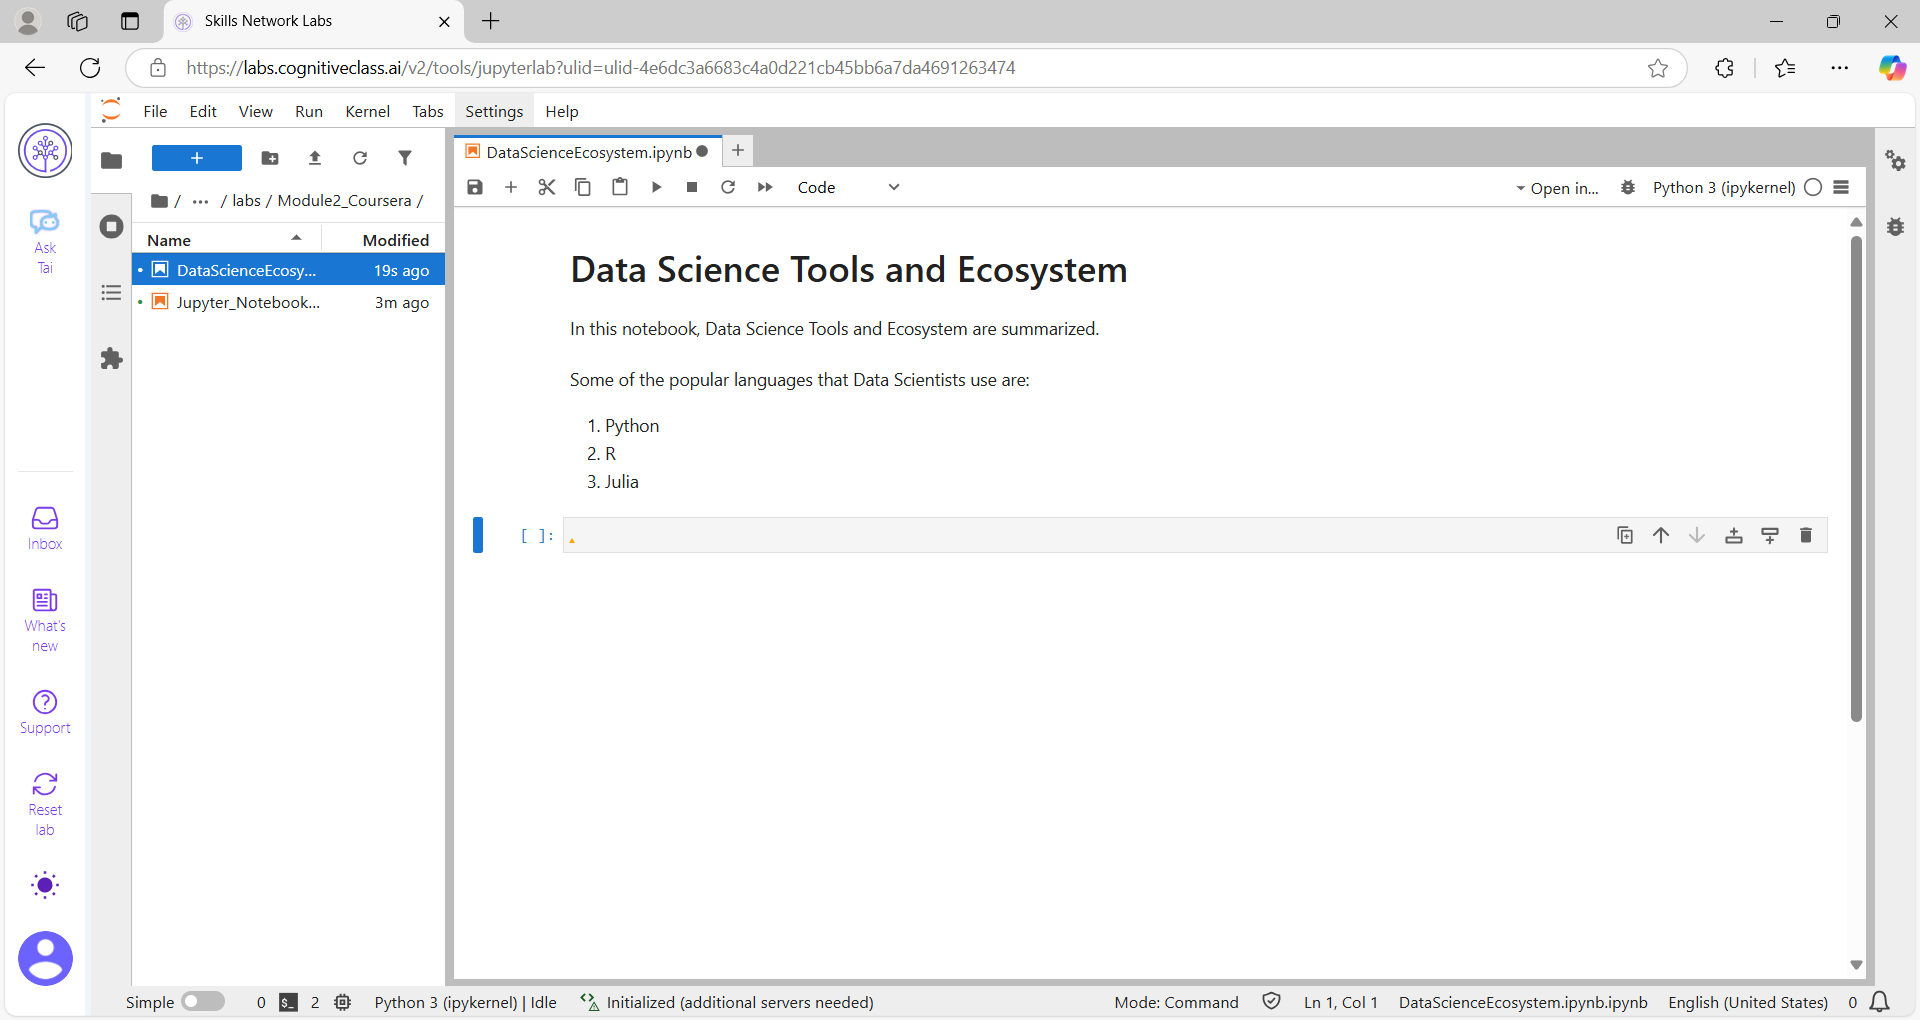 Skills Network Labs
https://labs.cognitiveclass.ai/v2/tools/jupyterlab?ulid=ulid-4e6dc3a6683c4a0d221cb45bb6a7da4691263474
File Edit View Run Kernel Tabs Settings Help
Ask
Tai
Inbox
What's
new
Support
Reset
lab
/ ... / labs / Module2_Coursera /
Name Modified
DataScienceEcosy... 19s ago
Jupyter_Notebook... 3m ago
DataScienceEcosystem.ipynb
Code
Open in...
Python 3 (ipykernel)
Data Science Tools and Ecosystem
In this notebook, Data Science Tools and Ecosystem are summarized.
Some of the popular languages that Data Scientists use are:
1. Python
2. R
3. Julia
[ ]:
Simple 0 2 Python 3 (ipykernel) | Idle Initialized (additional servers needed) Mode: Command Ln 1, Col 1 DataScienceEcosystem.ipynb.ipynb English (United States) 0